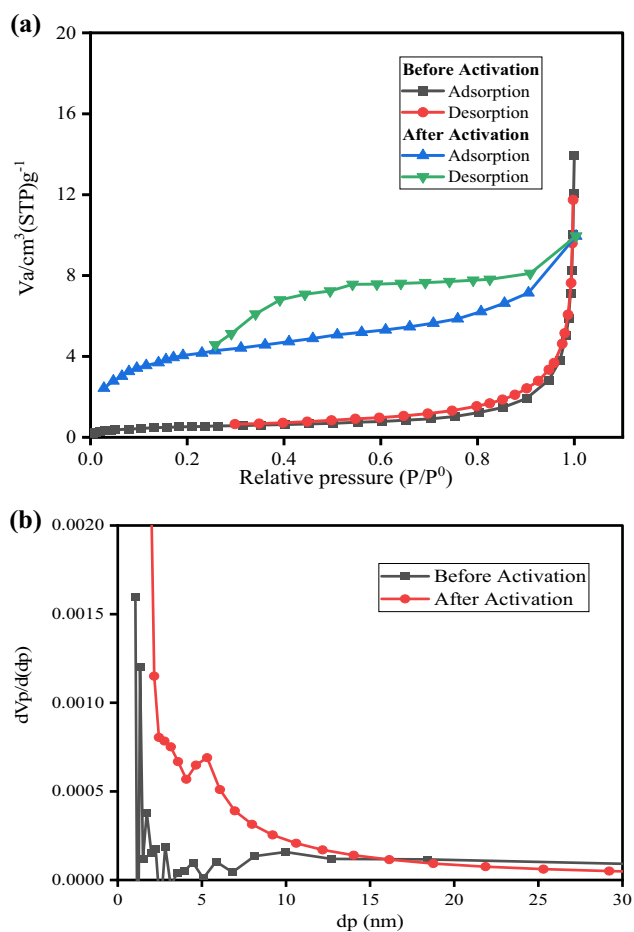 (a)
20
16
12
8
4
0
Va/cm³(STP)g⁻¹
Before Activation
Adsorption
Desorption
After Activation
Adsorption
Desorption
0.0 0.2 0.4 0.6 0.8 1.0
Relative pressure (P/P⁰)
(b)
0.0020
0.0015
0.0010
0.0005
0.0000
dVp/d(dp)
Before Activation
After Activation
0 5 10 15 20 25 30
dp (nm)